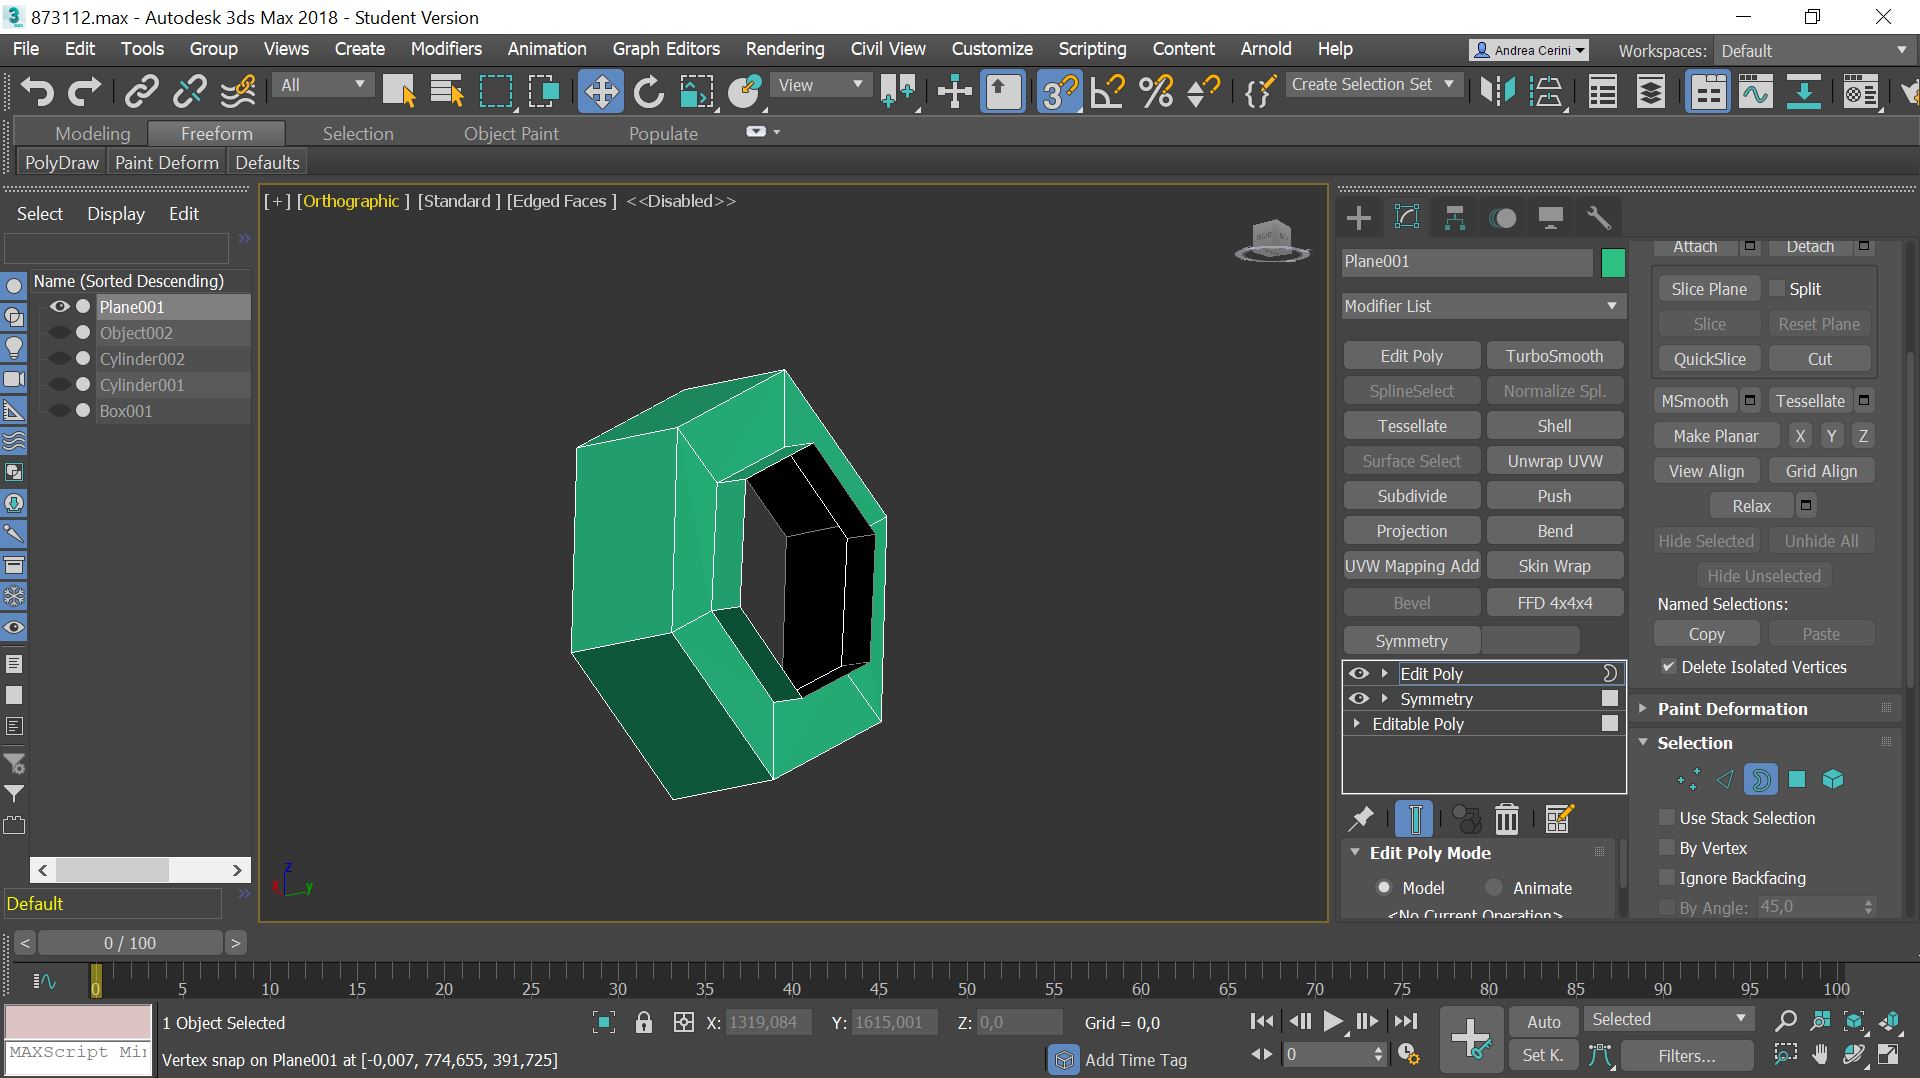 873112.max - Autodesk 3ds Max 2018 - Student Version
File Edit Tools Group Views Create Modifiers Animation Graph Editors Rendering Civil View Customize Scripting Content Arnold Help Andrea Cerini Workspaces: Default
All View Create Selection Set
Modeling Freeform Selection Object Paint Populate
PolyDraw Paint Deform Defaults
Select Display Edit
Name (Sorted Descending)
Plane001
Object002
Cylinder002
Cylinder001
Box001
Default
[+] [Orthographic ] [Standard ] [Edged Faces ] <<Disabled>>
RIGHT
z
x
y
Plane001
Modifier List
Edit Poly TurboSmooth
SplineSelect Normalize Spl.
Tessellate Shell
Surface Select Unwrap UVW
Subdivide Push
Projection Bend
UVW Mapping Add Skin Wrap
Bevel FFD 4x4x4
Symmetry
Edit Poly
Symmetry
Editable Poly
Edit Poly Mode
Model Animate
<No Current Operation>
Attach Detach
Slice Plane Split
Slice Reset Plane
QuickSlice Cut
MSmooth Tessellate
Make Planar X Y Z
View Align Grid Align
Relax
Hide Selected Unhide All
Hide Unselected
Named Selections:
Copy Paste
Delete Isolated Vertices
Paint Deformation
Selection
Use Stack Selection
By Vertex
Ignore Backfacing
By Angle: 45,0
< 0 / 100 >
0 5 10 15 20 25 30 35 40 45 50 55 60 65 70 75 80 85 90 95 100
1 Object Selected X: 1319,084 Y: 1615,001 Z: 0,0 Grid = 0,0 Auto Selected
MAXScript Mi Vertex snap on Plane001 at [-0,007, 774,655, 391,725] Add Time Tag 0 Set K. Filters...